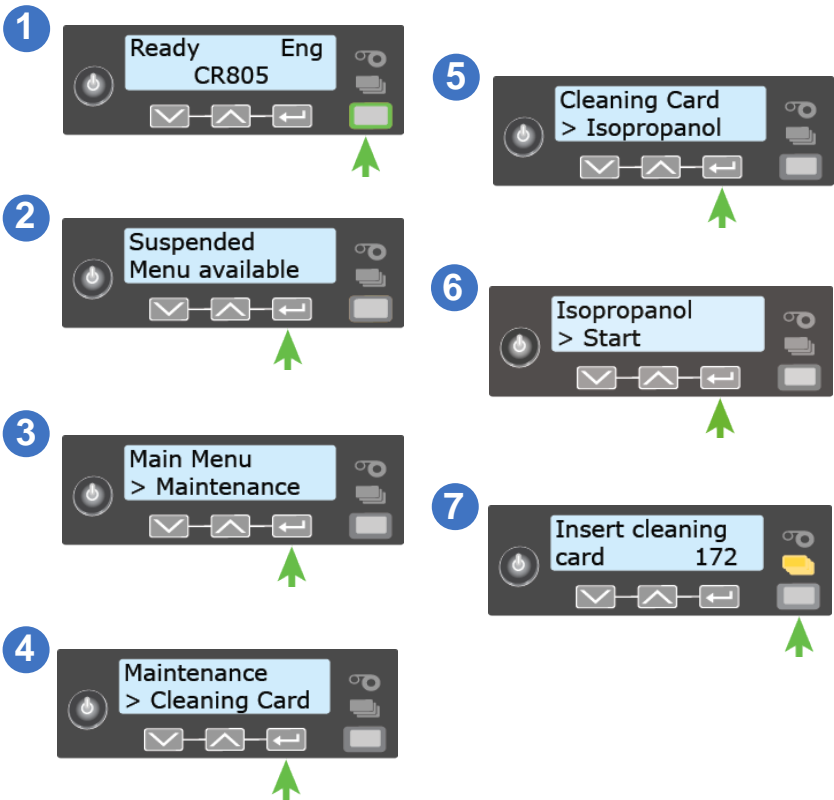 1
Ready Eng
CR805
2
Suspended
Menu available
3
Main Menu
> Maintenance
4
Maintenance
> Cleaning Card
5
Cleaning Card
> Isopropanol
6
Isopropanol
> Start
7
Insert cleaning
card 172